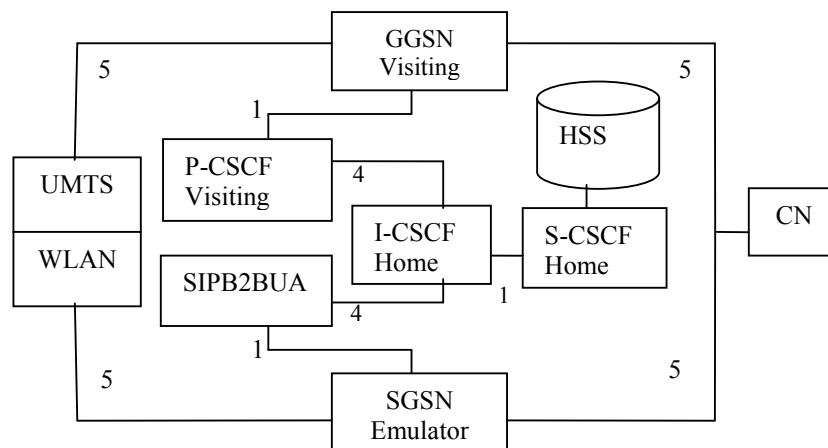 GGSN
Visiting
5
5
1
HSS
P-CSCF
Visiting
4
UMTS
CN
I-CSCF
Home
S-CSCF
Home
WLAN
SIPB2BUA
4
1
1
5
5
SGSN
Emulator